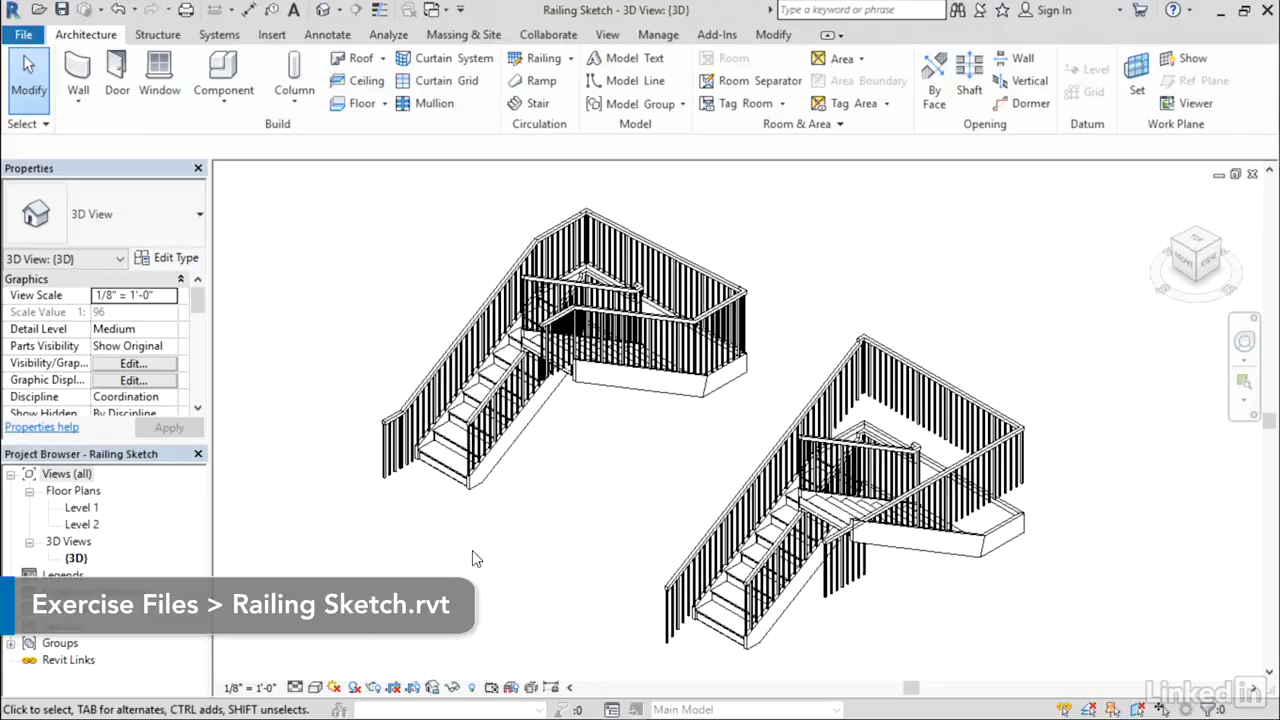 Railing Sketch - 3D View: {3D}
Type a keyword or phrase
Sign In
File Architecture Structure Systems Insert Annotate Analyze Massing & Site Collaborate View Manage Add-Ins Modify
Modify
Wall
Door
Window
Component
Column
Roof
Ceiling
Floor
Curtain System
Curtain Grid
Mullion
Railing
Ramp
Stair
Model Text
Model Line
Model Group
Room
Room Separator
Tag Room
Area
Area Boundary
Tag Area
By Face
Shaft
Wall
Vertical
Dormer
Level
Grid
Set
Show
Ref Plane
Viewer
Select Build Circulation Model Room & Area Opening Datum Work Plane
Properties
3D View
3D View: {3D} Edit Type
Graphics
View Scale 1/8" = 1'-0"
Scale Value 1: 96
Detail Level Medium
Parts Visibility Show Original
Visibility/Grap... Edit...
Graphic Displ... Edit...
Discipline Coordination
Show Hidden By Discipline
Properties help Apply
Project Browser - Railing Sketch
Views (all)
Floor Plans
Level 1
Level 2
3D Views
{3D}
Legends
Exercise Files > Railing Sketch.rvt
Groups
Revit Links
TOP
FRONT
RIGHT
1/8" = 1'-0"
Click to select, TAB for alternates, CTRL adds, SHIFT unselects.
:0
Main Model
:0
Linked in